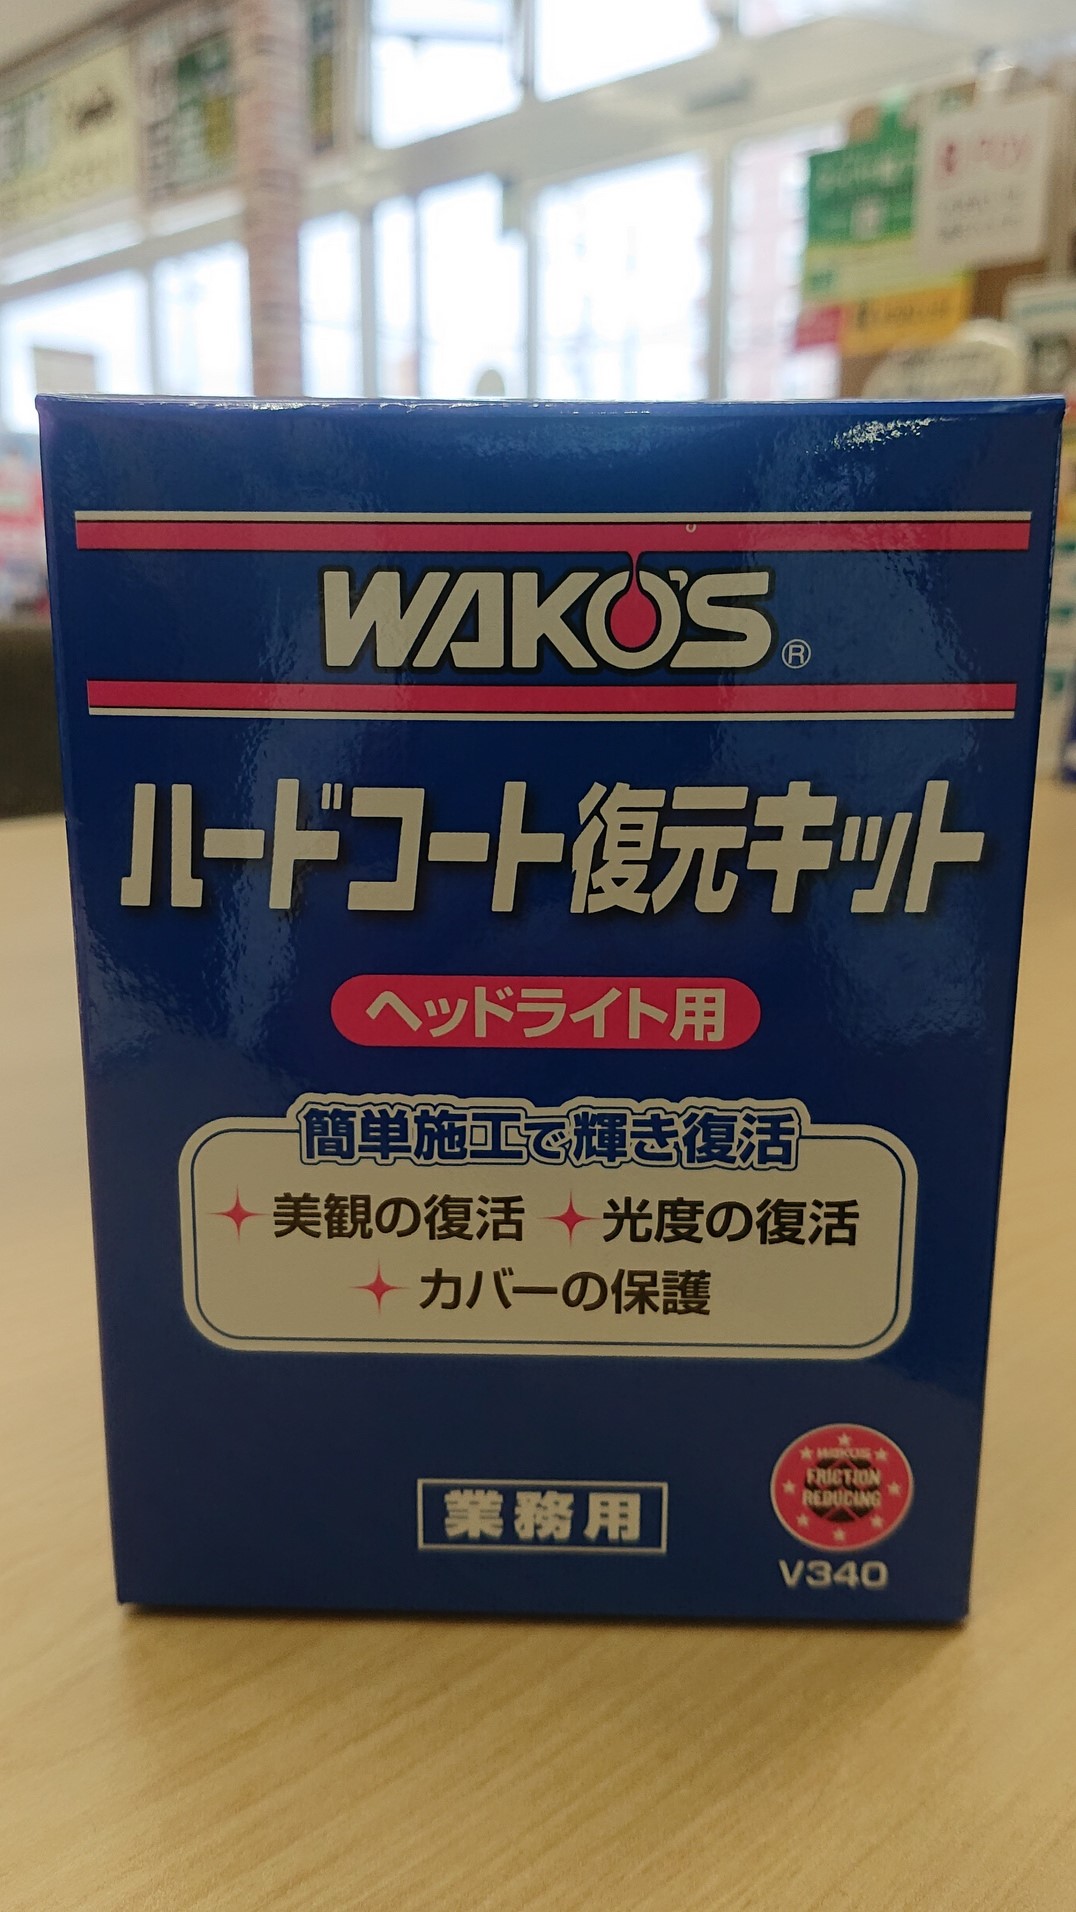 WAKO'S®
ハードコート復元キット
ヘッドライト用
簡単施工で輝き復活
美観の復活 光度の復活
カバーの保護
業務用
WAKO'S
FRICTION
REDUCING
V340